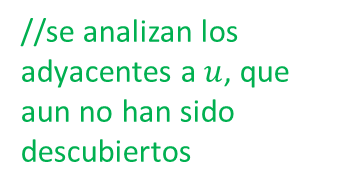 //se analizan los
adyacentes a 𝑢, que
aun no han sido
descubiertos